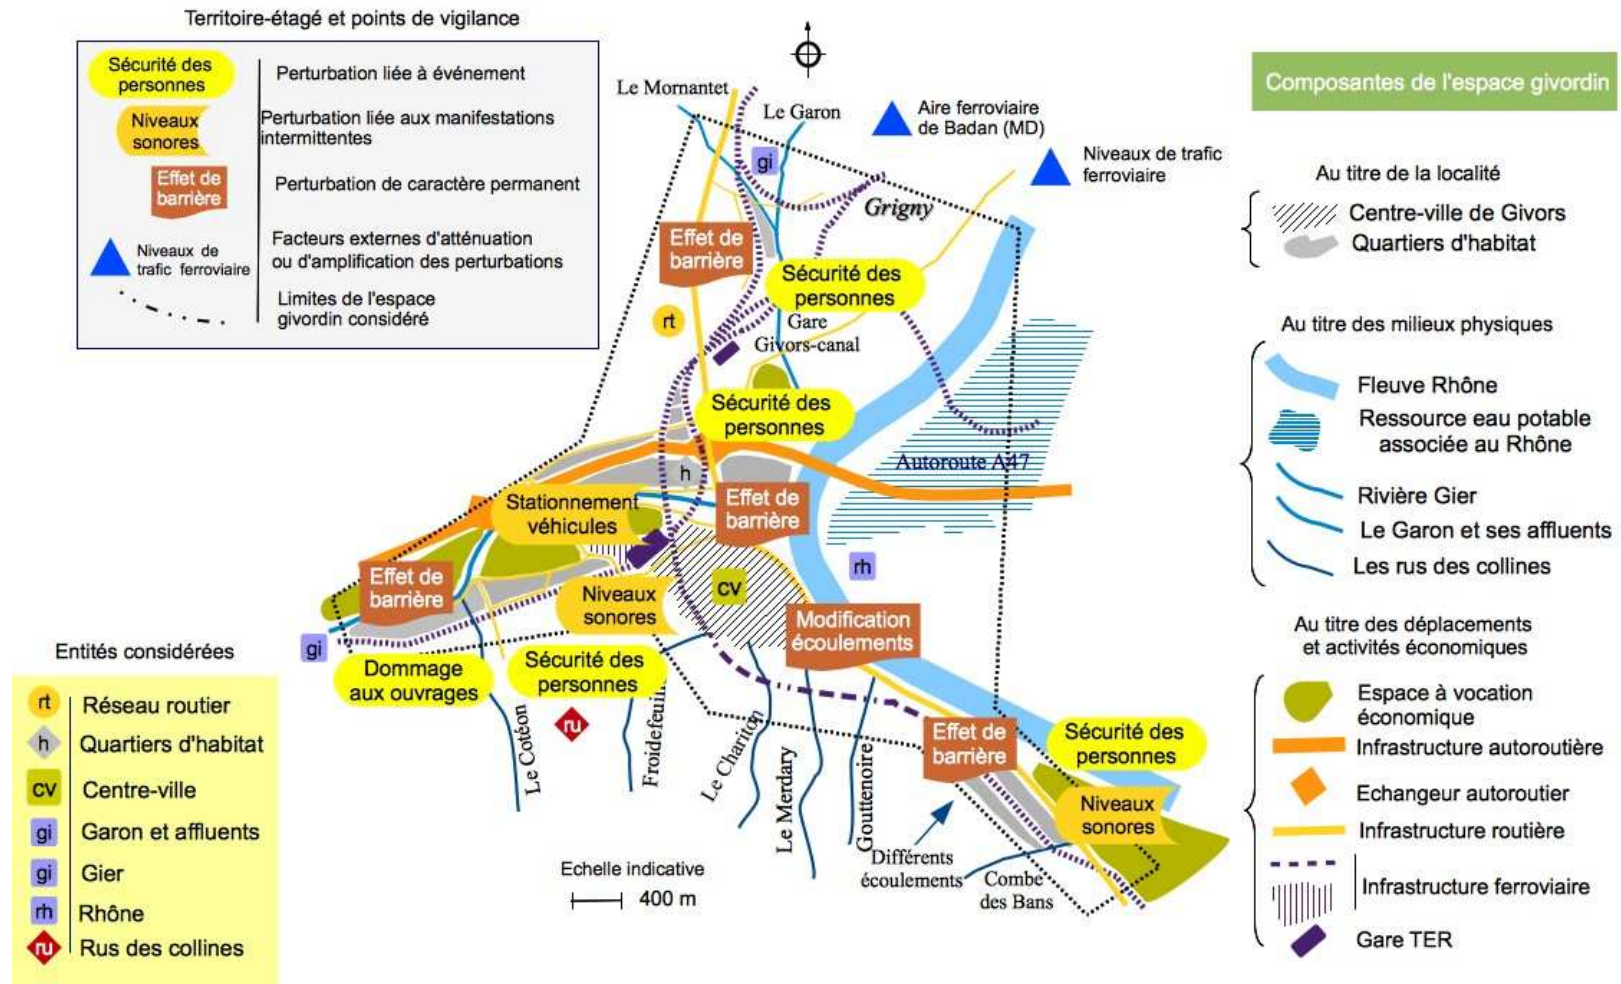 Territoire-étagé et points de vigilance
Sécurité des
personnes
Perturbation liée à événement
Niveaux
sonores
Perturbation liée aux manifestations
intermittentes
Effet de
barrière
Perturbation de caractère permanent
Niveaux de
trafic ferroviaire
Facteurs externes d'atténuation
ou d'amplification des perturbations
Limites de l'espace
givordin considéré
Le Mornantet
Le Garon
gi
Aire ferroviaire
de Badan (MD)
Niveaux de trafic
ferroviaire
Grigny
Effet de
barrière
Sécurité des
personnes
rt
Gare
Givors-canal
Sécurité des
personnes
Autoroute A47
h
Stationnement
véhicules
Effet de
barrière
rh
Effet de
barrière
cv
Niveaux
sonores
Modification
écoulements
gi
Dommage
aux ouvrages
Sécurité des
personnes
ru
Le Cotéon
Froidefeuil
Le Chariton
Le Merdary
Gouttenoire
Effet de
barrière
Sécurité des
personnes
Niveaux
sonores
Différents
écoulements
Combe
des Bans
Echelle indicative
400 m
Entités considérées
rt Réseau routier
h Quartiers d'habitat
cv Centre-ville
gi Garon et affluents
gi Gier
rh Rhône
ru Rus des collines
Composantes de l'espace givordin
Au titre de la localité
Centre-ville de Givors
Quartiers d'habitat
Au titre des milieux physiques
Fleuve Rhône
Ressource eau potable
associée au Rhône
Rivière Gier
Le Garon et ses affluents
Les rus des collines
Au titre des déplacements
et activités économiques
Espace à vocation
économique
Infrastructure autoroutière
Echangeur autoroutier
Infrastructure routière
Infrastructure ferroviaire
Gare TER